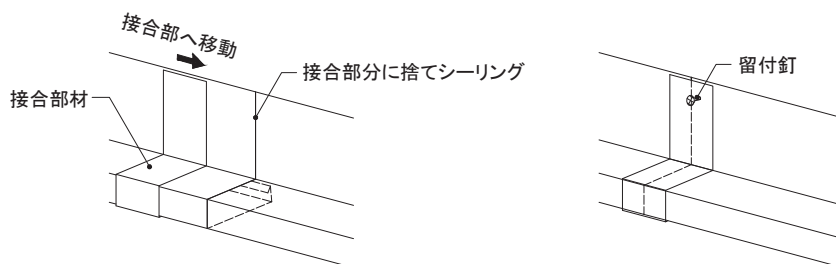 接合部へ移動
接合部分に捨てシーリング
接合部材
留付釘